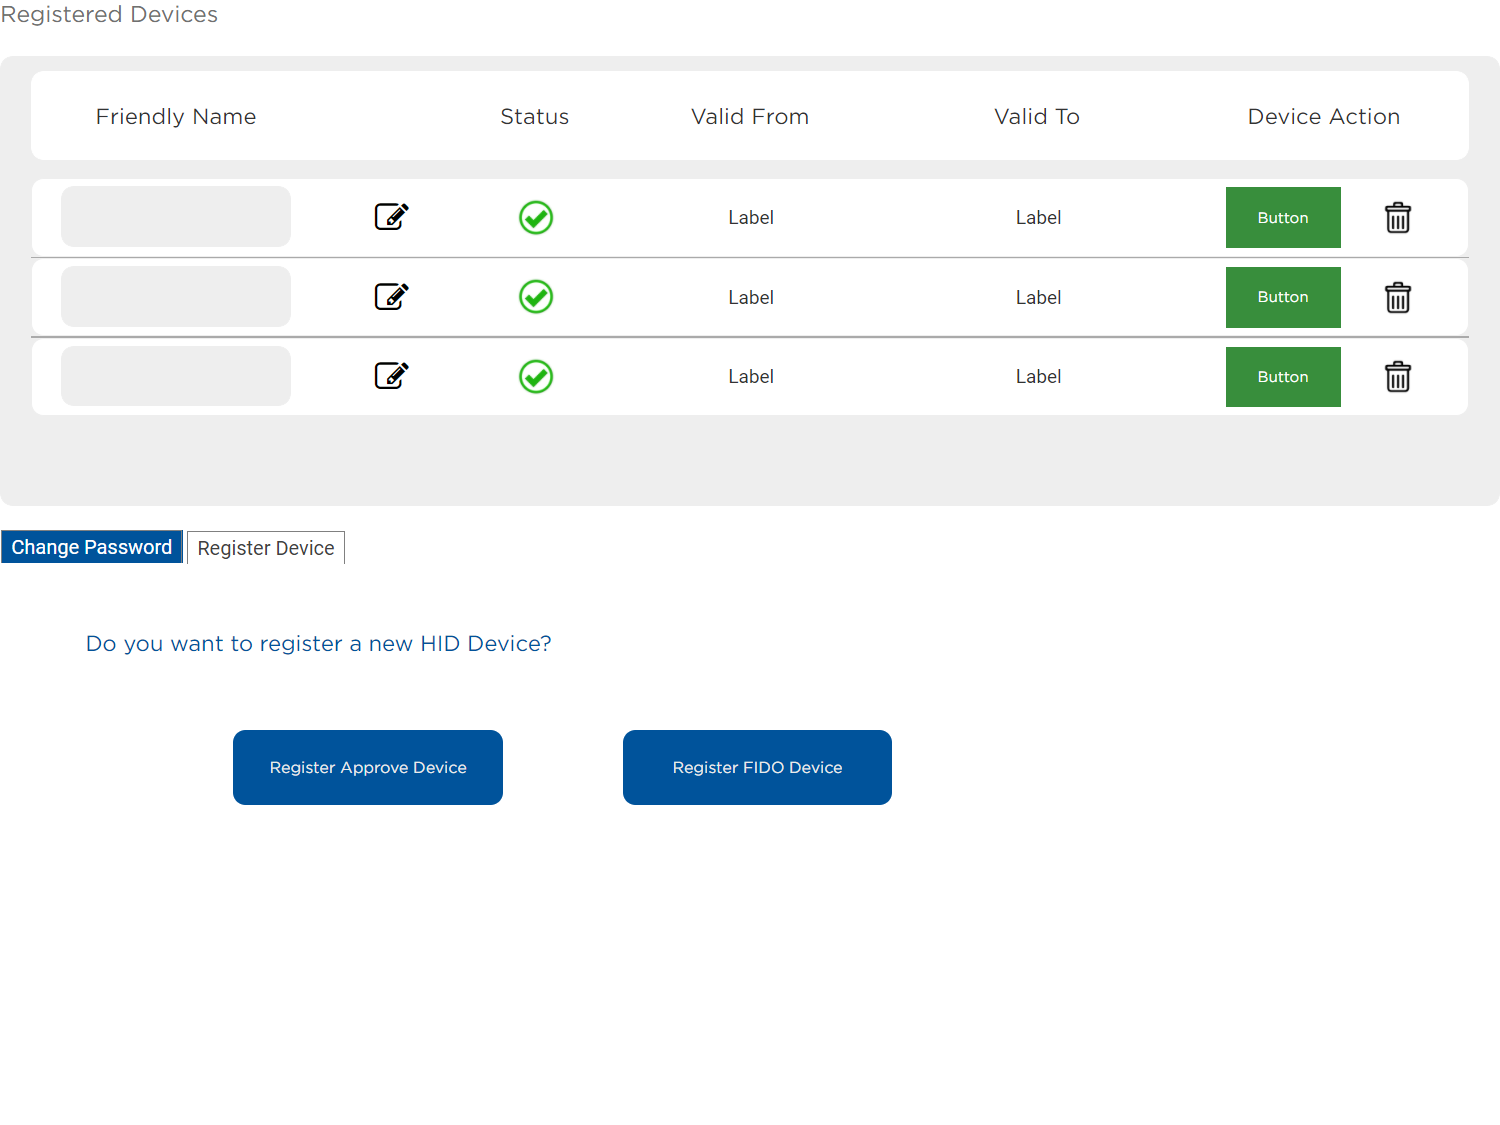 Registered Devices
Friendly Name Status Valid From Valid To Device Action
Label Label Button
Label Label Button
Label Label Button
Change Password Register Device
Do you want to register a new HID Device?
Register Approve Device Register FIDO Device